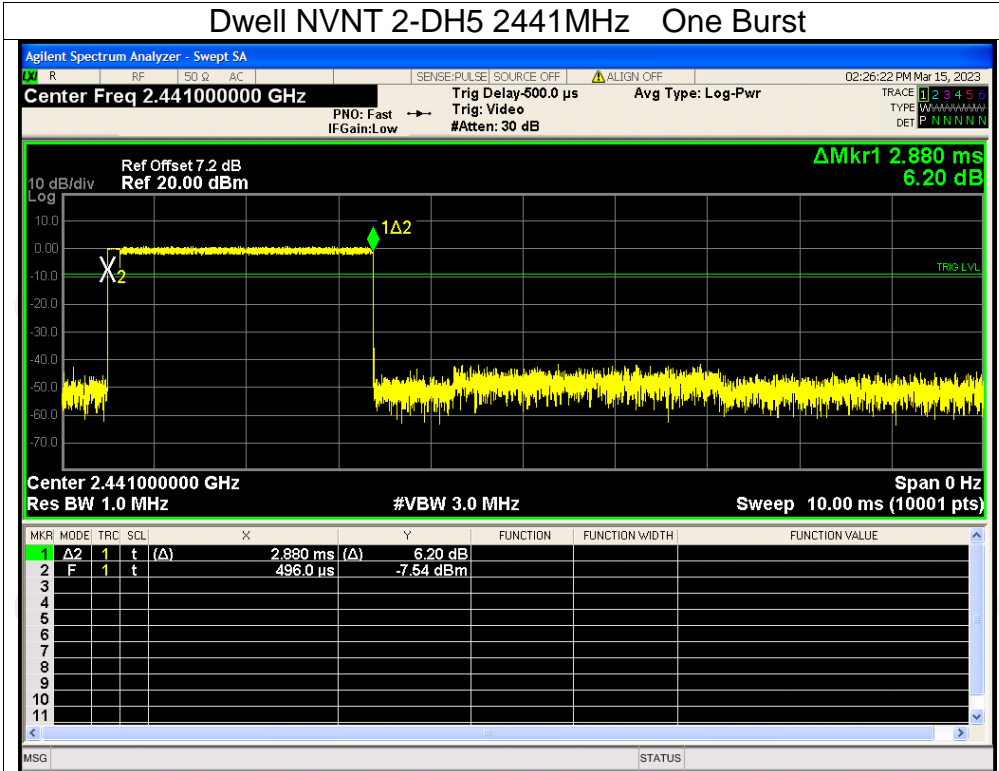 Dwell NVNT 2-DH5 2441MHz One Burst
Agilent Spectrum Analyzer - Swept SA
LXI R RF 50 Ω AC SENSE:PULSE SOURCE OFF ALIGN OFF 02:26:22 PM Mar 15, 2023
Center Freq 2.441000000 GHz
PNO: Fast
IFGain:Low
Trig Delay-500.0 µs
Trig: Video
#Atten: 30 dB
Avg Type: Log-Pwr
TRACE 1 2 3 4 5 6
TYPE W
DET P N N N N N
ΔMkr1 2.880 ms
6.20 dB
Ref Offset 7.2 dB
10 dB/div Ref 20.00 dBm
Log
10.0
0.00
-10.0
-20.0
-30.0
-40.0
-50.0
-60.0
-70.0
1Δ2
2
TRIG LVL
Center 2.441000000 GHz Span 0 Hz
Res BW 1.0 MHz #VBW 3.0 MHz Sweep 10.00 ms (10001 pts)
MKR MODE TRC SCL X Y FUNCTION FUNCTION WIDTH FUNCTION VALUE
1 Δ2 1 t (Δ) 2.880 ms (Δ) 6.20 dB
2 F 1 t 496.0 µs -7.54 dBm
3
4
5
6
7
8
9
10
11
MSG STATUS